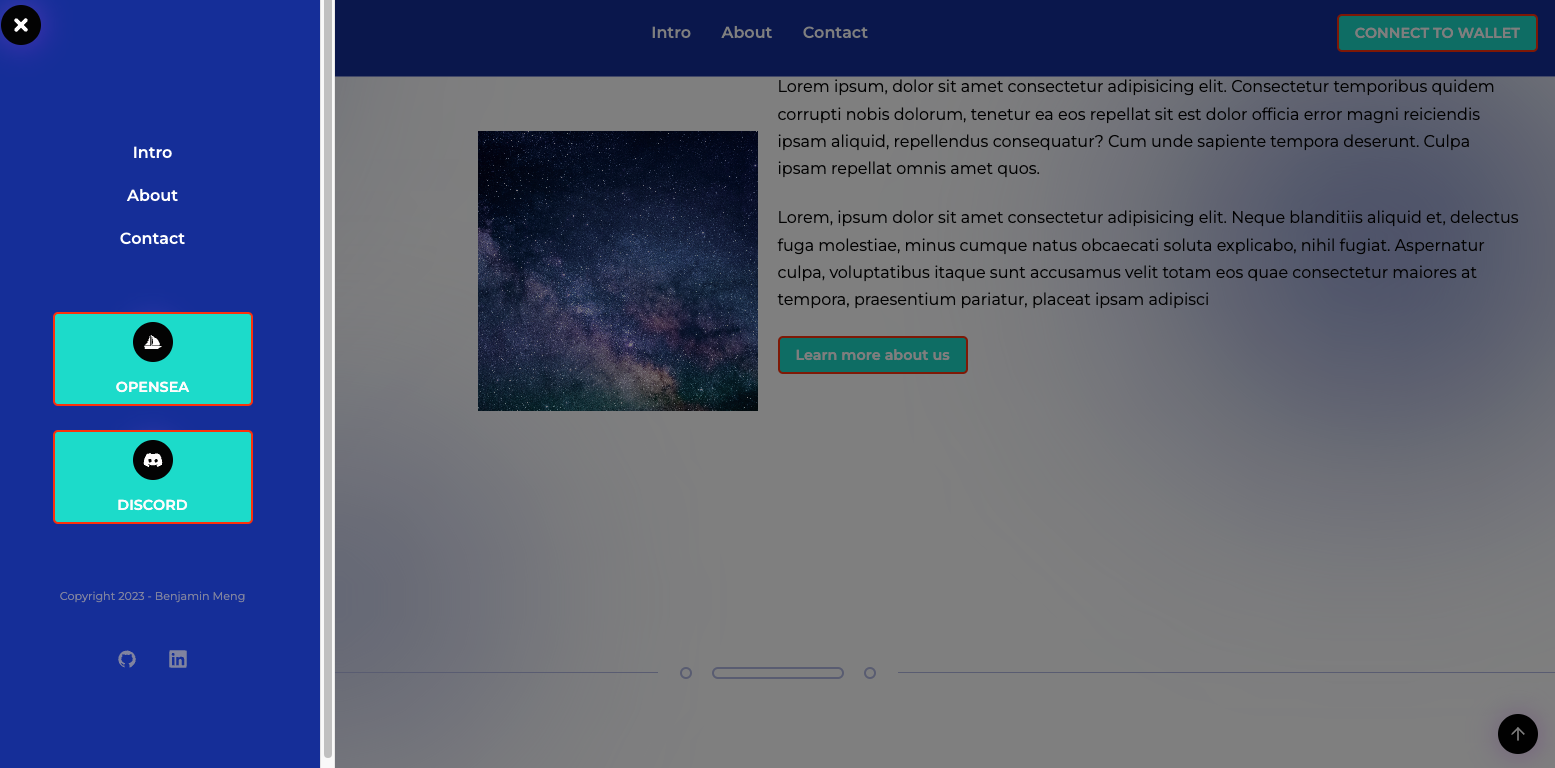 Intro
About
Contact
OPENSEA
DISCORD
Copyright 2023 - Benjamin Meng
Intro
About
Contact
CONNECT TO WALLET
Lorem ipsum, dolor sit amet consectetur adipisicing elit. Consectetur temporibus quidem
corrupti nobis dolorum, tenetur ea eos repellat sit est dolor officia error magni reiciendis
ipsam aliquid, repellendus consequatur? Cum unde sapiente tempora deserunt. Culpa
ipsam repellat omnis amet quos.
Lorem, ipsum dolor sit amet consectetur adipisicing elit. Neque blanditiis aliquid et, delectus
fuga molestiae, minus cumque natus obcaecati soluta explicabo, nihil fugiat. Aspernatur
culpa, voluptatibus itaque sunt accusamus velit totam eos quae consectetur maiores at
tempora, praesentium pariatur, placeat ipsam adipisci
Learn more about us